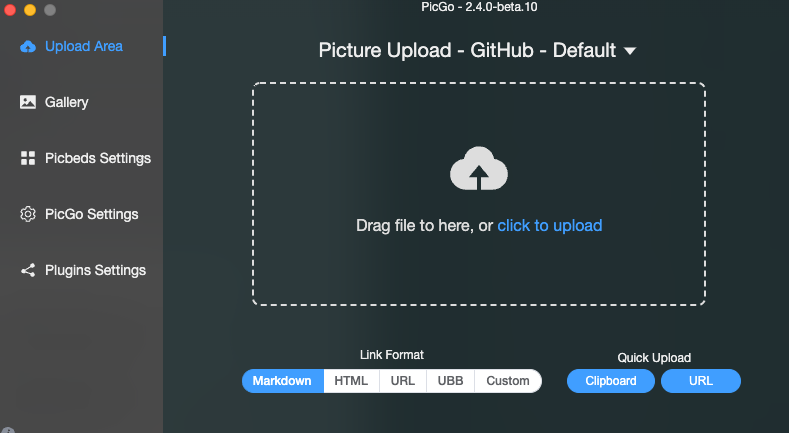 PicGo - 2.4.0-beta.10
Upload Area
Gallery
Picbeds Settings
PicGo Settings
Plugins Settings
Picture Upload - GitHub - Default
Drag file to here, or click to upload
Link Format
Markdown HTML URL UBB Custom
Quick Upload
Clipboard URL